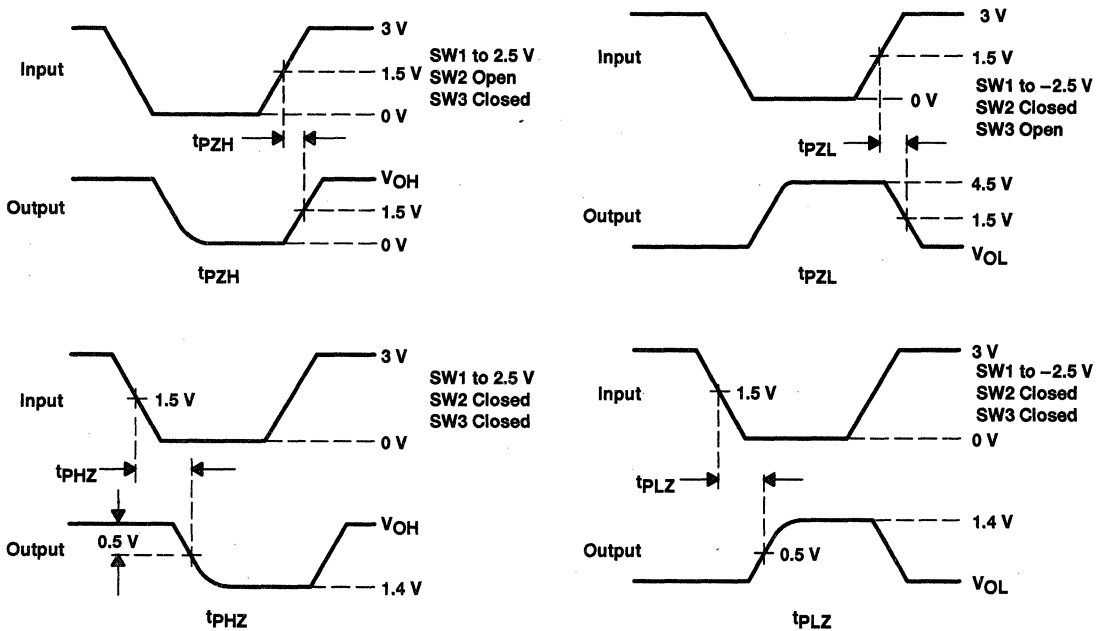 3 V
Input
1.5 V
SW1 to 2.5 V
SW2 Open
SW3 Closed
0 V
tPZH
Output
VOH
1.5 V
0 V
tPZH
3 V
Input
1.5 V
SW1 to −2.5 V
SW2 Closed
SW3 Open
0 V
tPZL
Output
4.5 V
1.5 V
VOL
tPZL
3 V
Input
1.5 V
SW1 to 2.5 V
SW2 Closed
SW3 Closed
0 V
tPHZ
Output
0.5 V
VOH
1.4 V
tPHZ
3 V
Input
1.5 V
SW1 to −2.5 V
SW2 Closed
SW3 Closed
0 V
tPLZ
Output
0.5 V
1.4 V
VOL
tPLZ